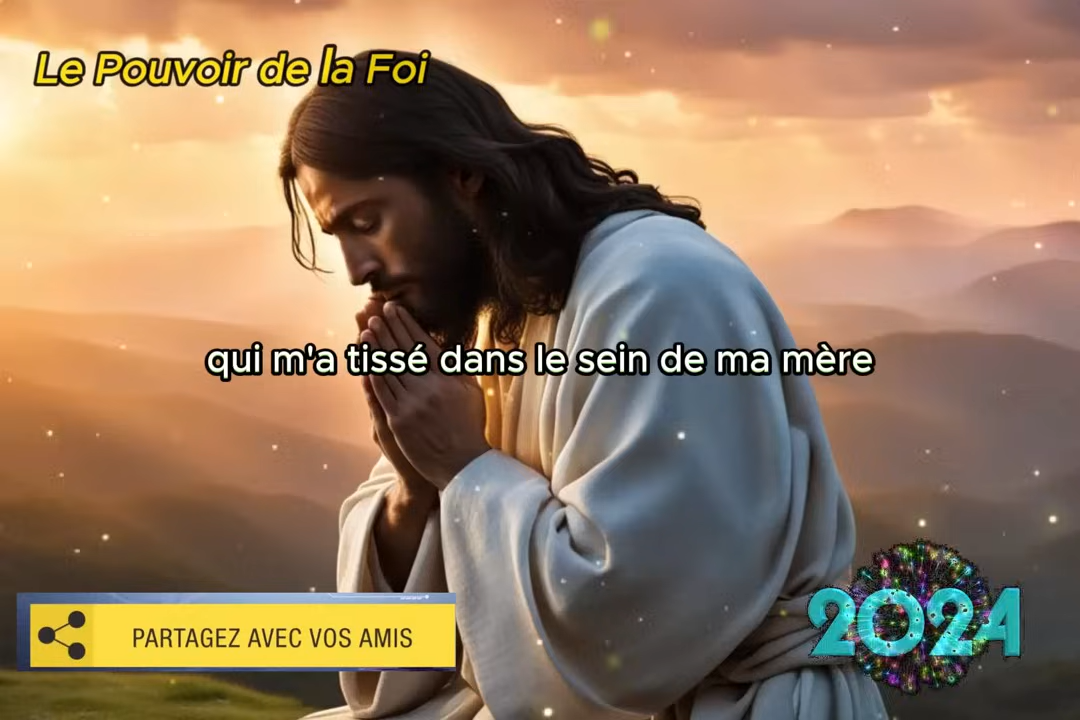 Le Pouvoir de la Foi
qui m'a tissé dans le sein de ma mère
PARTAGEZ AVEC VOS AMIS
2024